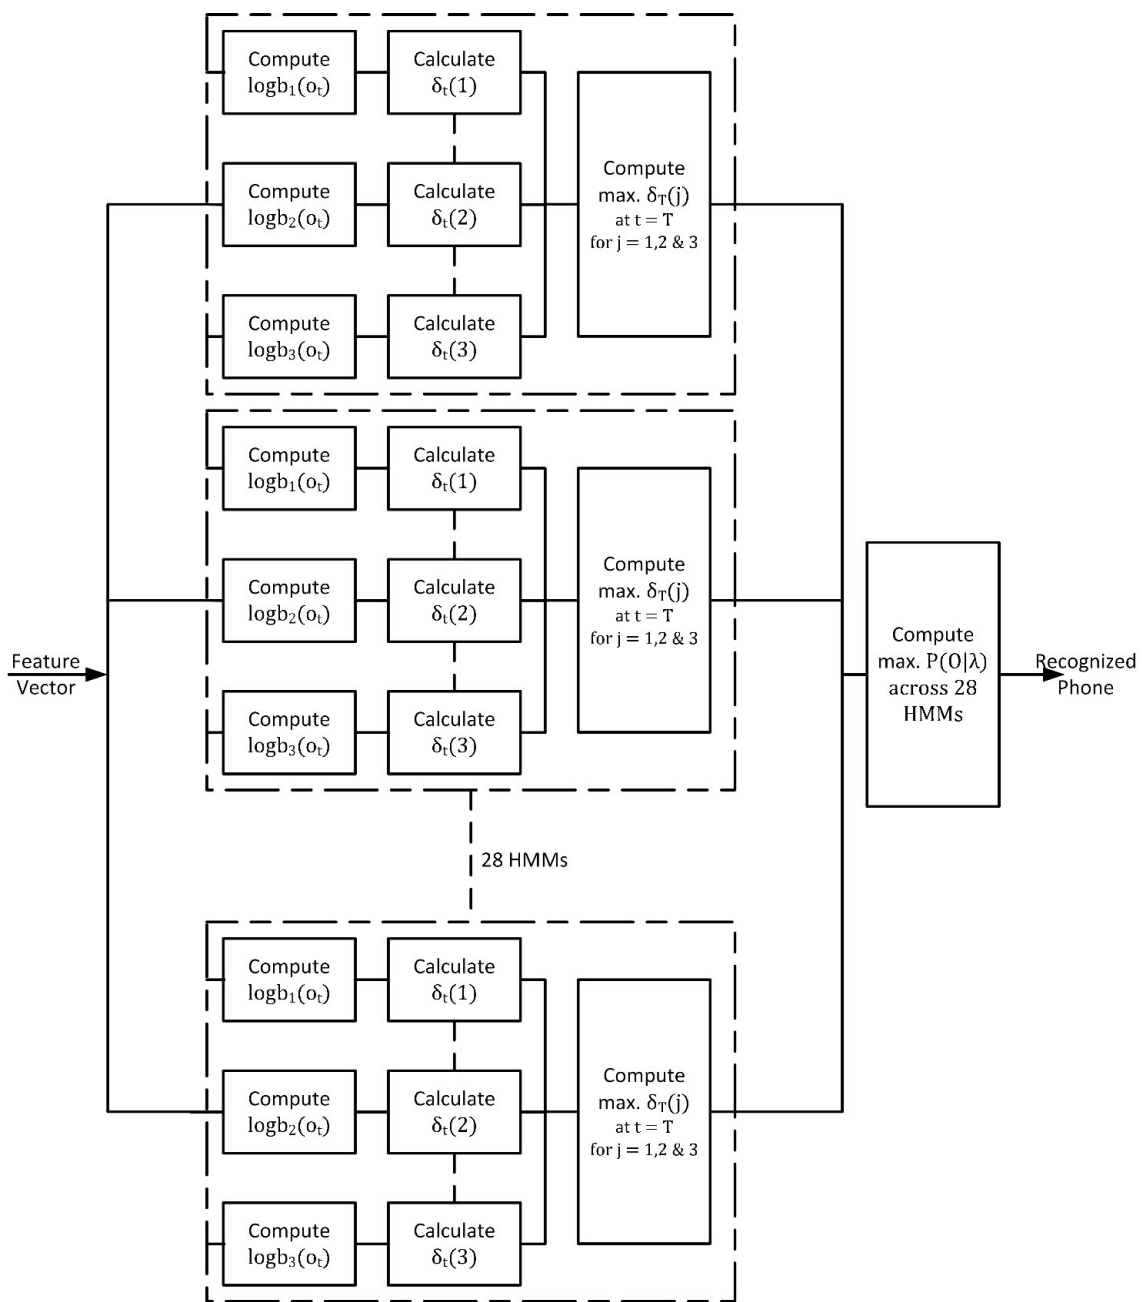 Compute
logb₁(oₜ)
Calculate
δₜ(1)
Compute
logb₂(oₜ)
Calculate
δₜ(2)
Compute
logb₃(oₜ)
Calculate
δₜ(3)
Compute
max. δ_T(j)
at t = T
for j = 1,2 & 3
Compute
logb₁(oₜ)
Calculate
δₜ(1)
Compute
logb₂(oₜ)
Calculate
δₜ(2)
Compute
logb₃(oₜ)
Calculate
δₜ(3)
Compute
max. δ_T(j)
at t = T
for j = 1,2 & 3
Feature
Vector
Compute
max. P(O|λ)
across 28
HMMs
Recognized
Phone
28 HMMs
Compute
logb₁(oₜ)
Calculate
δₜ(1)
Compute
logb₂(oₜ)
Calculate
δₜ(2)
Compute
logb₃(oₜ)
Calculate
δₜ(3)
Compute
max. δ_T(j)
at t = T
for j = 1,2 & 3